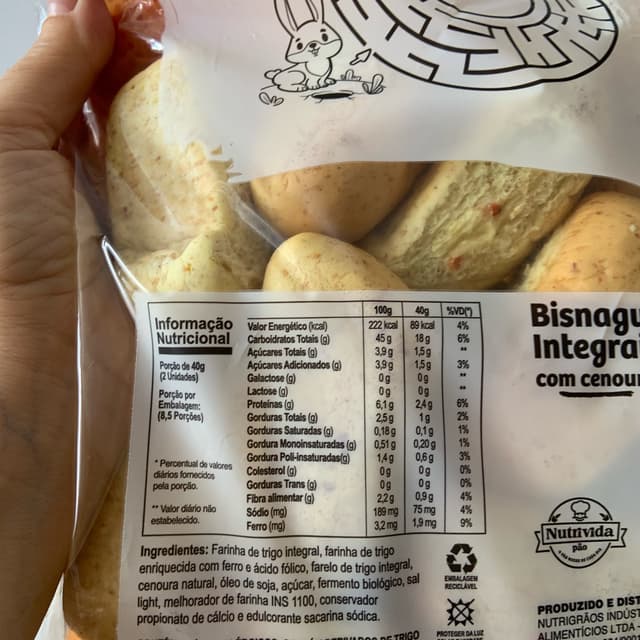 Informação
Nutricional
Porção de 40g
(2 Unidades)
Porção por
Embalagem:
(8,5 Porções)
* Percentual de valores
diários fornecidos
pela porção.
** Valor diário não
estabelecido.
100g 40g %VD(*)
Valor Energético (kcal) 222 kcal 89 kcal 4%
Carboidratos Totais (g) 45 g 18 g 6%
Açúcares Totais (g) 3,9 g 1,5 g **
Açúcares Adicionados (g) 3,9 g 1,5 g 3%
Galactose (g) 0 g 0 g **
Lactose (g) 0 g 0 g **
Proteínas (g) 6,1 g 2,4 g 6%
Gorduras Totais (g) 2,5 g 1 g 2%
Gorduras Saturadas (g) 0,18 g 0,1 g 1%
Gordura Monoinsaturadas (g) 0,51 g 0,20 g 1%
Gordura Poli-insaturadas(g) 1,4 g 0,6 g 3%
Colesterol (g) 0 g 0 g 0%
Gorduras Trans (g) 0 g 0 g 0%
Fibra alimentar (g) 2,2 g 0,9 g 4%
Sódio (mg) 189 mg 75 mg 4%
Ferro (mg) 3,2 mg 1,9 mg 9%
Ingredientes: Farinha de trigo integral, farinha de trigo
enriquecida com ferro e ácido fólico, farelo de trigo integral,
cenoura natural, óleo de soja, açúcar, fermento biológico, sal
light, melhorador de farinha INS 1100, conservador
propionato de cálcio e edulcorante sacarina sódica.
DE TRIGO
EMBALAGEM
RECICLÁVEL
PROTEGER DA LUZ
Bisnagu
Integrai
com cenour
Nutrivida
pão
PRODUZIDO E DIST
NUTRIGRÃOS INDÚST
ALIMENTÍCIOS LTDA -